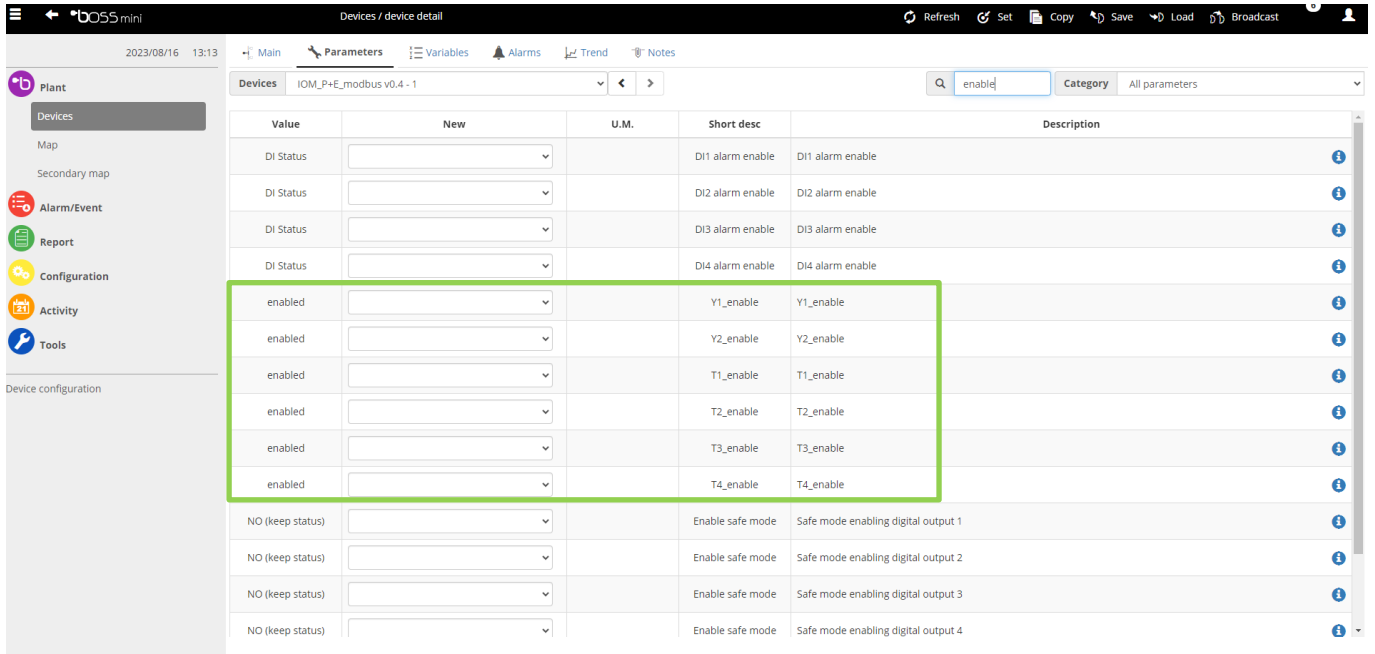 boss mini Devices / device detail Refresh Set Copy Save Load Broadcast 6
2023/08/16 13:13 Main Parameters Variables Alarms Trend Notes
Plant
Devices
Map
Secondary map
Alarm/Event
Report
Configuration
Activity
21
Tools
Device configuration
Devices IOM_P+E_modbus v0.4 - 1 enable Category All parameters
Value New U.M. Short desc Description
DI Status DI1 alarm enable DI1 alarm enable
DI Status DI2 alarm enable DI2 alarm enable
DI Status DI3 alarm enable DI3 alarm enable
DI Status DI4 alarm enable DI4 alarm enable
enabled Y1_enable Y1_enable
enabled Y2_enable Y2_enable
enabled T1_enable T1_enable
enabled T2_enable T2_enable
enabled T3_enable T3_enable
enabled T4_enable T4_enable
NO (keep status) Enable safe mode Safe mode enabling digital output 1
NO (keep status) Enable safe mode Safe mode enabling digital output 2
NO (keep status) Enable safe mode Safe mode enabling digital output 3
NO (keep status) Enable safe mode Safe mode enabling digital output 4